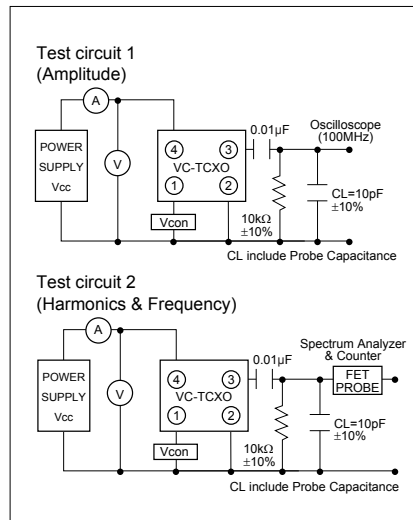 Test circuit 1
(Amplitude)
A
0.01µF
Oscilloscope
(100MHz)
POWER
SUPPLY
Vcc
V
4
3
VC-TCXO
1
2
Vcon
10kΩ
±10%
CL=10pF
±10%
CL include Probe Capacitance
Test circuit 2
(Harmonics & Frequency)
A
0.01µF
Spectrum Analyzer
& Counter
FET
PROBE
POWER
SUPPLY
Vcc
V
4
3
VC-TCXO
1
2
Vcon
10kΩ
±10%
CL=10pF
±10%
CL include Probe Capacitance